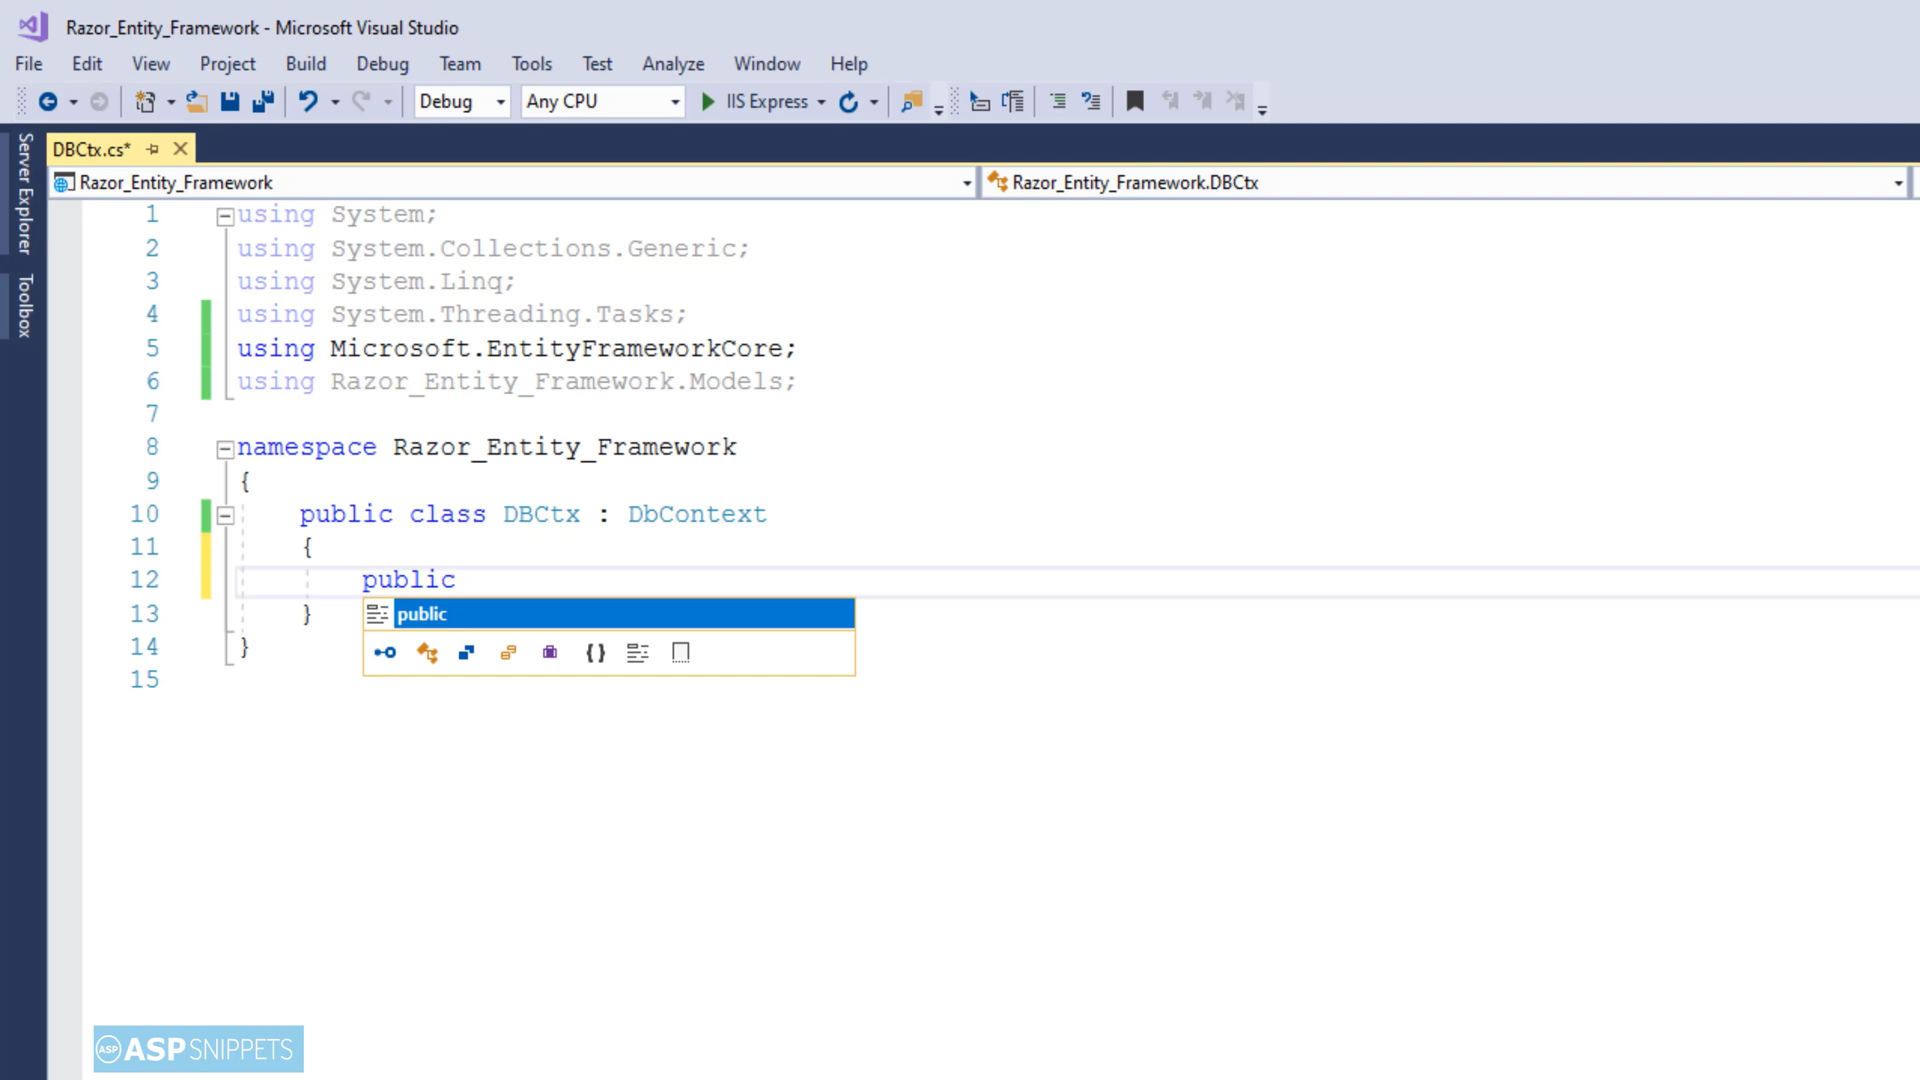 Razor_Entity_Framework - Microsoft Visual Studio
File Edit View Project Build Debug Team Tools Test Analyze Window Help
Debug Any CPU IIS Express
Server Explorer
Toolbox
DBCtx.cs*
Razor_Entity_Framework Razor_Entity_Framework.DBCtx
1 using System;
2 using System.Collections.Generic;
3 using System.Linq;
4 using System.Threading.Tasks;
5 using Microsoft.EntityFrameworkCore;
6 using Razor_Entity_Framework.Models;
7
8 namespace Razor_Entity_Framework
9 {
10 public class DBCtx : DbContext
11 {
12 public
public
13 }
14 }
15
ASP ASPSNIPPETS